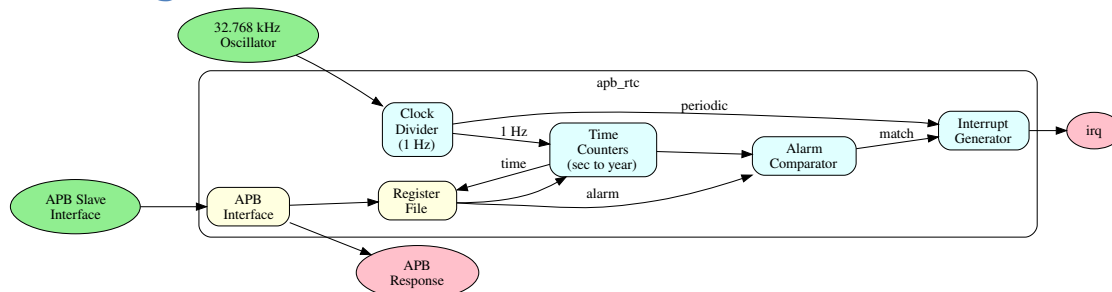 32.768 kHz
Oscillator
apb_rtc
Clock
Divider
(1 Hz)
periodic
1 Hz
Time
Counters
(sec to year)
Interrupt
Generator
irq
match
Alarm
Comparator
time
alarm
APB Slave
Interface
APB
Interface
Register
File
APB
Response